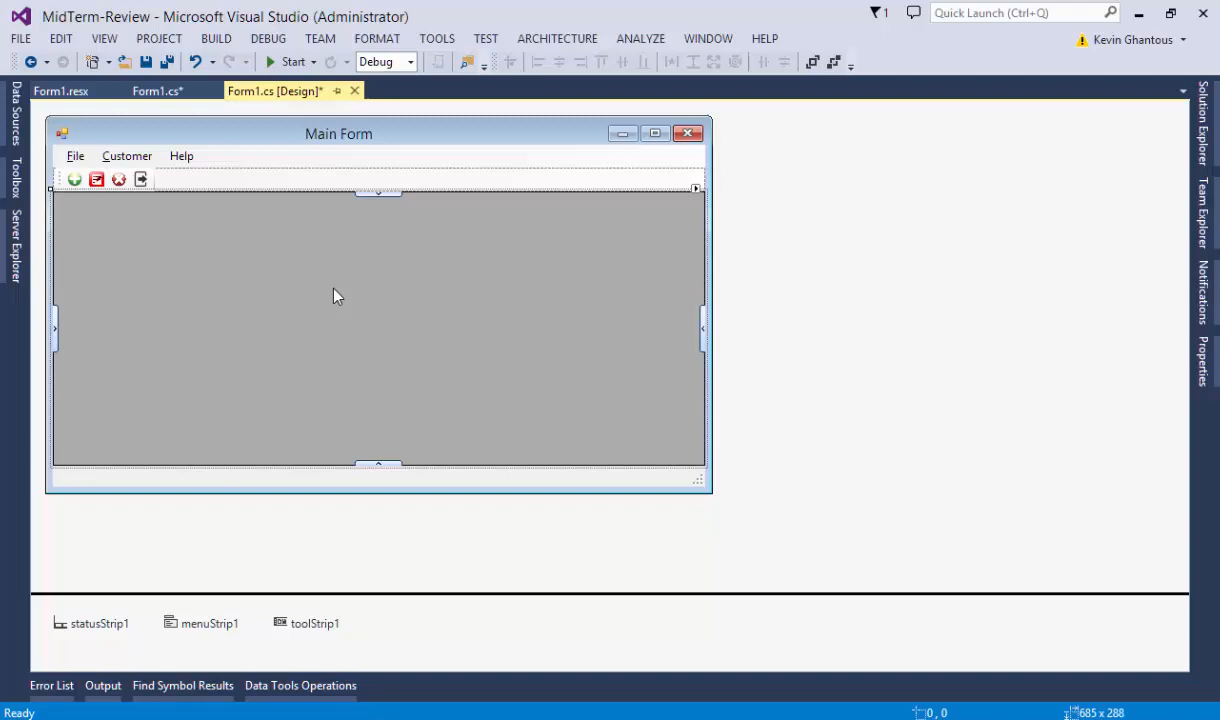 MidTerm-Review - Microsoft Visual Studio (Administrator)
1
Quick Launch (Ctrl+Q)
FILE EDIT VIEW PROJECT BUILD DEBUG TEAM FORMAT TOOLS TEST ARCHITECTURE ANALYZE WINDOW HELP
Kevin Ghantous
Start
Debug
Form1.resx
Form1.cs*
Form1.cs [Design]*
Data Sources
Toolbox
Server Explorer
Main Form
File Customer Help
Solution Explorer
Team Explorer
Notifications
Properties
statusStrip1
menuStrip1
toolStrip1
Error List
Output
Find Symbol Results
Data Tools Operations
Ready
0 , 0
685 x 288